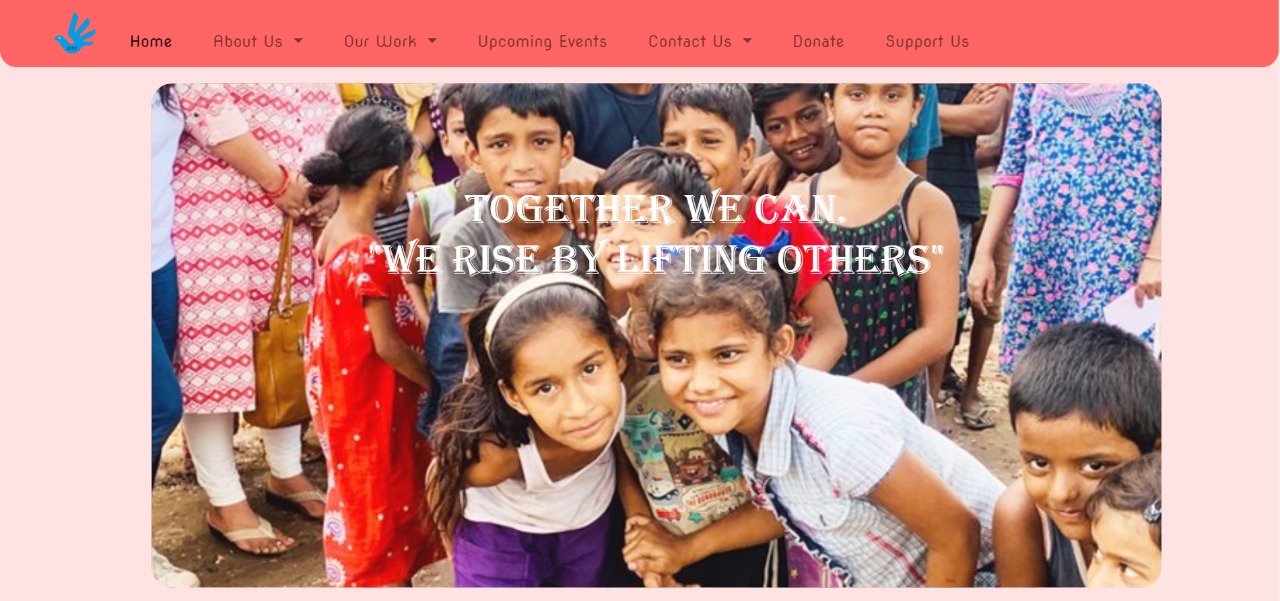 Home
About Us
Our Work
Upcoming Events
Contact Us
Donate
Support Us
TOGETHER WE CAN.
"WE RISE BY LIFTING OTHERS"